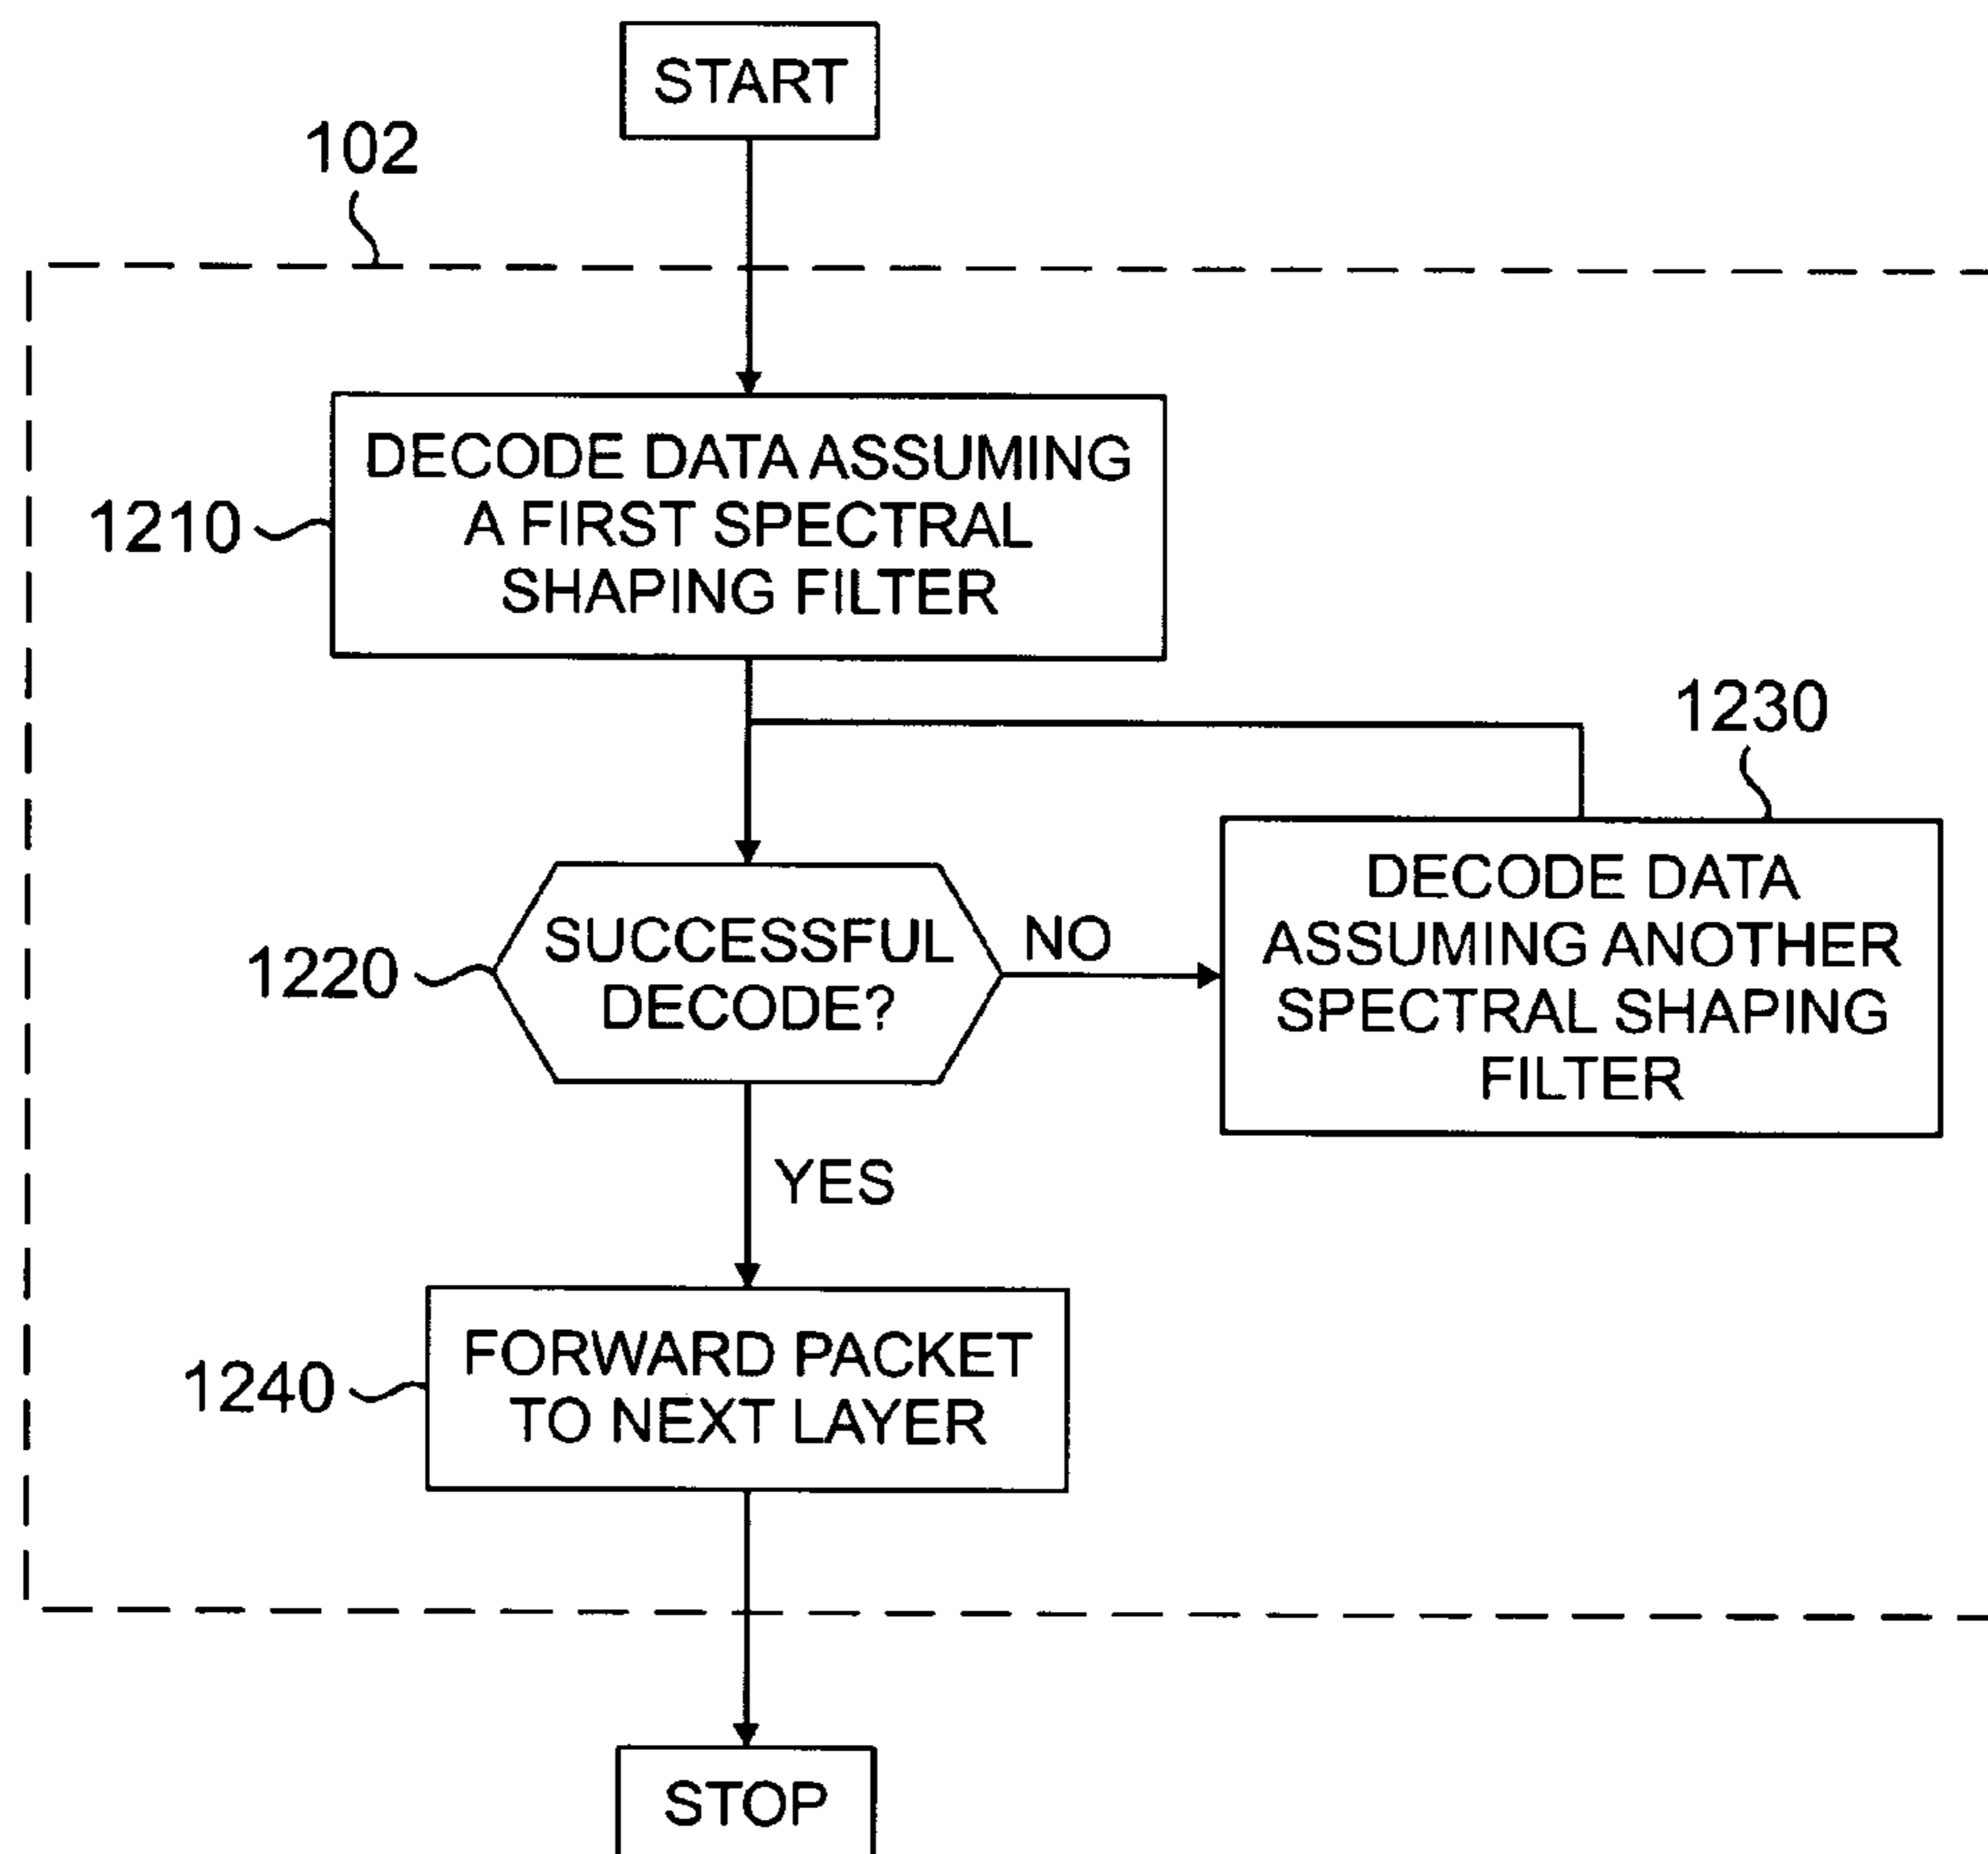 START
102
DECODE DATA ASSUMING
A FIRST SPECTRAL
SHAPING FILTER
1210
1230
DECODE DATA
ASSUMING ANOTHER
SPECTRAL SHAPING
FILTER
SUCCESSFUL
DECODE?
NO
1220
YES
FORWARD PACKET
TO NEXT LAYER
1240
STOP